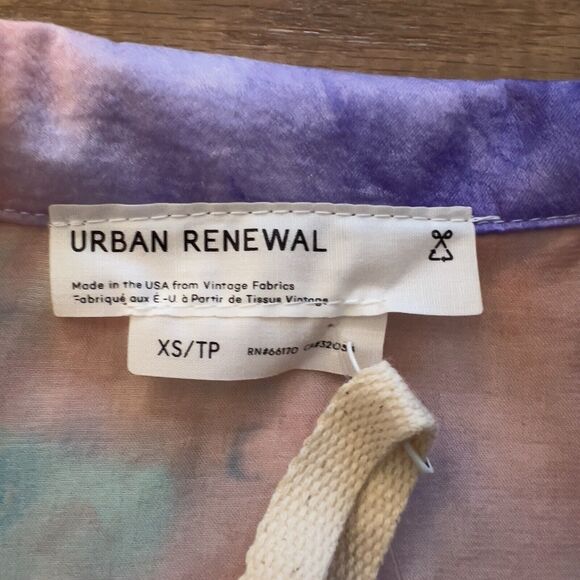 URBAN RENEWAL
Made in the USA from Vintage Fabrics
Fabriqué aux É-U. à Partir de Tissus Vintage
XS/TP RN#66170